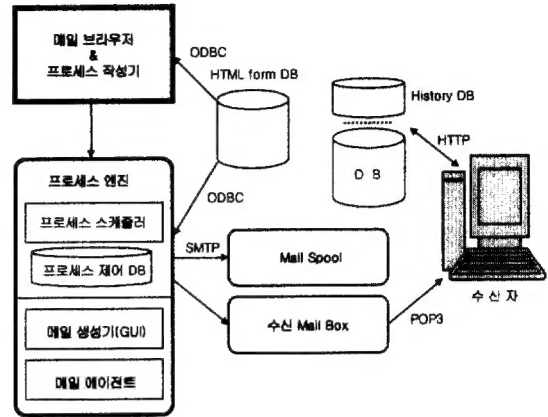 메일 브라우저
&
프로세스 작성기
ODBC
HTML form DB
History DB
HTTP
D B
프로세스 엔진
ODBC
프로세스 스캐쥴러
프로세스 제어 DB
SMTP
Mail Spool
수 신 자
메일 생성기(GUI)
수신 Mail Box
POP3
메일 에이전트